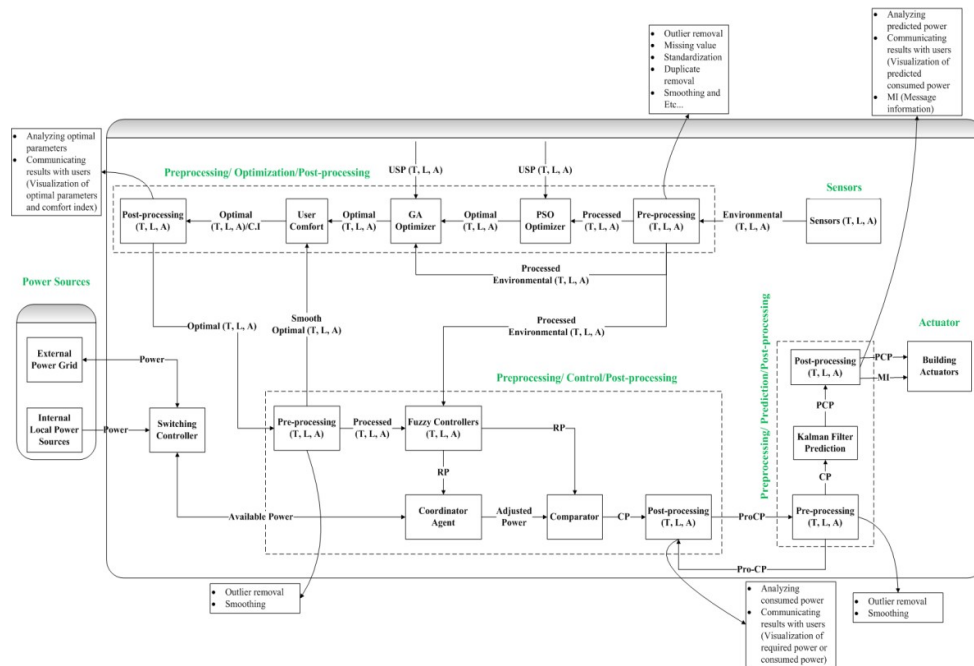 • Analyzing
predicted power
• Communicating
results with users
(Visualization of
predicted consumed
power
• MI (Message
information)
• Outlier removal
• Missing value
• Standardization
• Duplicate
removal
• Smoothing and
Etc...
• Analyzing optimal
parameters
• Communicating
results with users
(Visualization of
optimal parameters
and comfort index)
Preprocessing/ Optimization/Post-processing
USP (T, L, A)
USP (T, L, A)
Sensors
Post-processing
(T, L, A)
Optimal
(T, L, A)/C.I
User
Comfort
Optimal
(T, L, A)
GA
Optimizer
Optimal
(T, L, A)
PSO
Optimizer
Processed
(T, L, A)
Pre-processing
(T, L, A)
Environmental
(T, L, A)
Sensors (T, L, A)
Processed
Environmental (T, L, A)
Power Sources
Optimal (T, L, A)
Smooth
Optimal (T, L, A)
Processed
Environmental (T, L, A)
Actuator
External
Power Grid
Power
Internal
Local Power
Sources
Power
Switching
Controller
Available Power
Preprocessing/ Control/Post-processing
Pre-processing
(T, L, A)
Processed
(T, L, A)
Fuzzy Controllers
(T, L, A)
RP
RP
Coordinator
Agent
Adjusted
Power
Comparator
CP
Post-processing
(T, L, A)
ProCP
Pro-CP
Preprocessing/ Prediction/Post-processing
Post-processing
(T, L, A)
PCP
MI
Building
Actuators
PCP
Kalman Filter
Prediction
CP
Pre-processing
(T, L, A)
• Outlier removal
• Smoothing
• Analyzing
consumed power
• Communicating
results with users
(Visualization of
required power or
consumed power)
• Outlier removal
• Smoothing